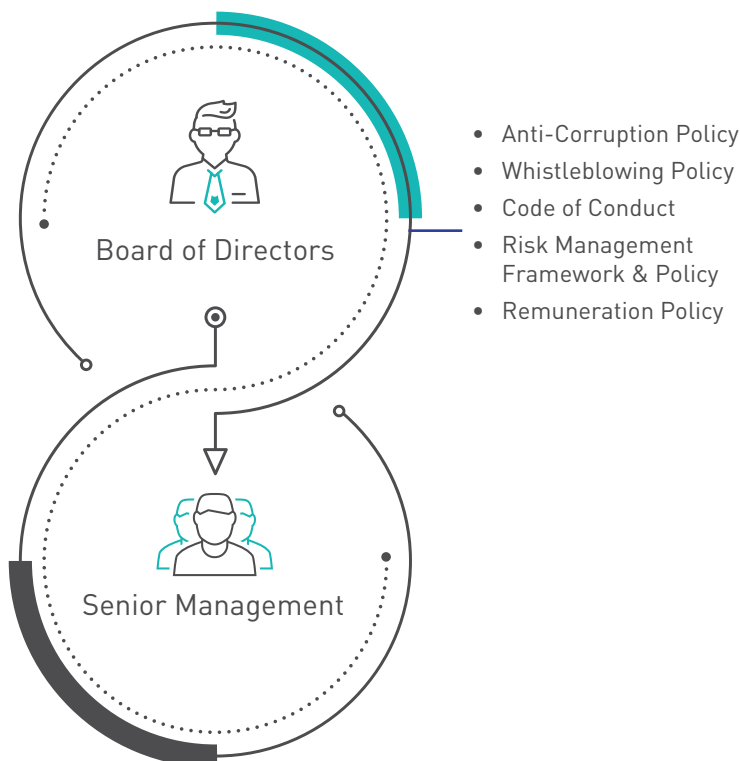 Board of Directors
• Anti-Corruption Policy
• Whistleblowing Policy
• Code of Conduct
• Risk Management
Framework & Policy
• Remuneration Policy
Senior Management